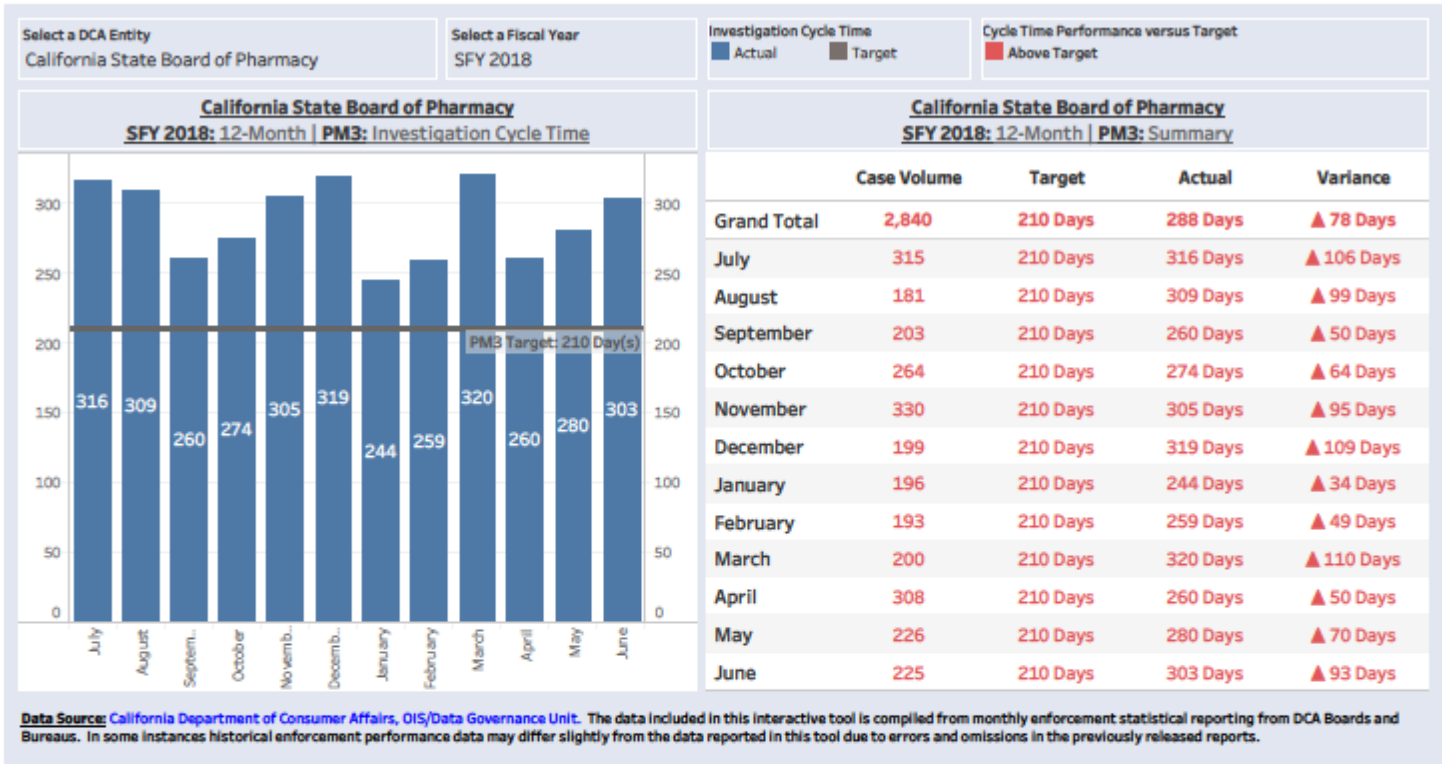 Select a DCA Entity
California State Board of Pharmacy
Select a Fiscal Year
SFY 2018
Investigation Cycle Time
Actual
Target
Cycle Time Performance versus Target
Above Target
California State Board of Pharmacy
SFY 2018: 12-Month | PM3: Investigation Cycle Time
300
250
200
150
100
50
0
316
309
260
274
305
319
244
259
320
260
280
303
PM3 Target: 210 Day(s)
300
250
200
150
100
50
0
July
August
Septem..
October
Novemb..
Decemb..
January
February
March
April
May
June
California State Board of Pharmacy
SFY 2018: 12-Month | PM3: Summary
Case Volume Target Actual Variance
Grand Total 2,840 210 Days 288 Days ▲ 78 Days
July 315 210 Days 316 Days ▲ 106 Days
August 181 210 Days 309 Days ▲ 99 Days
September 203 210 Days 260 Days ▲ 50 Days
October 264 210 Days 274 Days ▲ 64 Days
November 330 210 Days 305 Days ▲ 95 Days
December 199 210 Days 319 Days ▲ 109 Days
January 196 210 Days 244 Days ▲ 34 Days
February 193 210 Days 259 Days ▲ 49 Days
March 200 210 Days 320 Days ▲ 110 Days
April 308 210 Days 260 Days ▲ 50 Days
May 226 210 Days 280 Days ▲ 70 Days
June 225 210 Days 303 Days ▲ 93 Days
Data Source: California Department of Consumer Affairs, OIS/Data Governance Unit. The data included in this interactive tool is compiled from monthly enforcement statistical reporting from DCA Boards and
Bureaus. In some instances historical enforcement performance data may differ slightly from the data reported in this tool due to errors and omissions in the previously released reports.